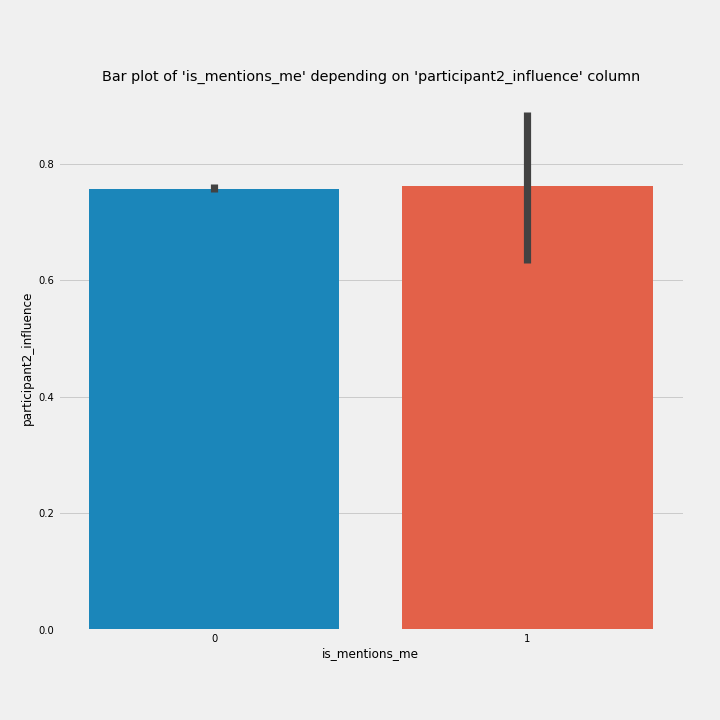 Bar plot of 'is_mentions_me' depending on 'participant2_influence' column
participant2_influence
0.8
0.6
0.4
0.2
0.0
0
1
is_mentions_me